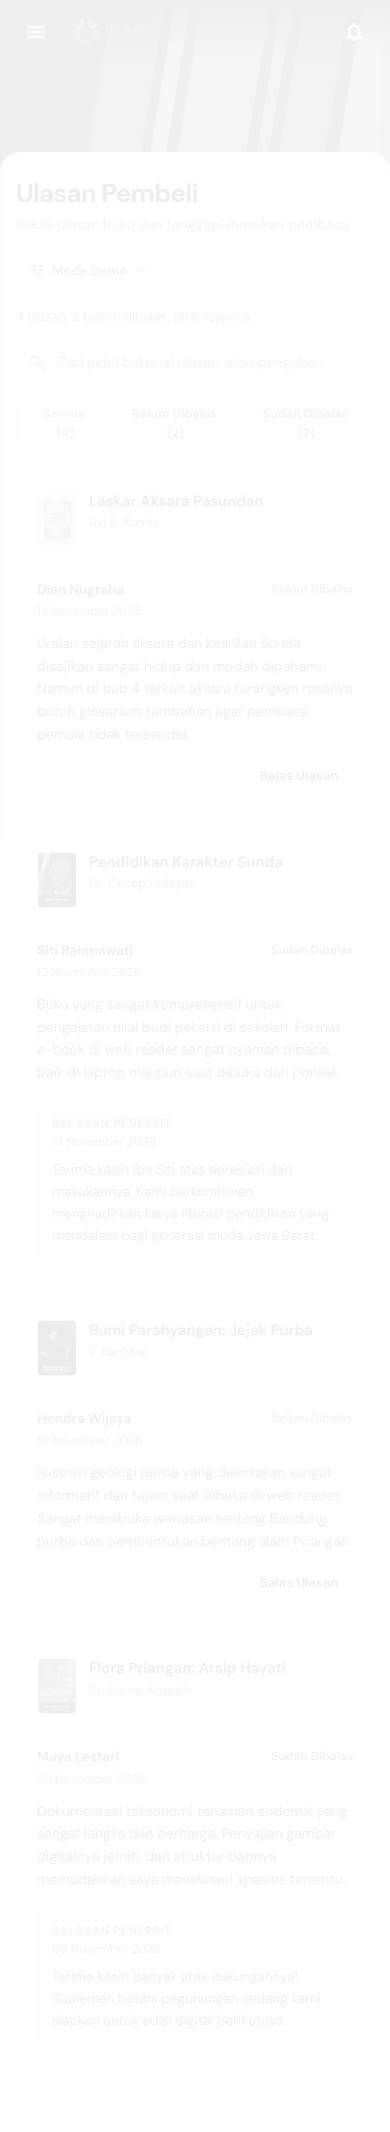 Ulasan Pembeli
Kelola ulasan buku dan tanggapi masukan pembaca.
Mode Demo
4 ulasan, 2 belum dibalas, 50% respons
Cari judul buku, isi ulasan, atau pengulas...
Semua (4)
Belum Dibalas (2)
Sudah Dibalas (2)
Laskar Aksara Pasundan
Ayi R. Kurnia
Dian Nugraha
Belum Dibalas
14 November 2026
Uraian sejarah aksara dan kearifan Sunda
disajikan sangat hidup dan mudah dipahami.
Namun di bab 4 terkait aksara rarangken rasanya
butuh glosarium tambahan agar pembaca
pemula tidak tersendat.
Balas Ulasan
Pendidikan Karakter Sunda
Dr. Cecep Hidayat
Siti Rahmawati
Sudah Dibalas
12 November 2026
Buku yang sangat komprehensif untuk
pengajaran nilai budi pekerti di sekolah. Format
e-book di web reader sangat nyaman dibaca,
baik di laptop maupun saat dibuka dari ponsel.
BALASAN PENERBIT
13 November 2026
Terima kasih Ibu Siti atas apresiasi dan
masukannya. Kami berkomitmen
menghadirkan karya literasi pendidikan yang
mendalam bagi generasi muda Jawa Barat.
Bumi Parahyangan: Jejak Purba
T. Bachtiar
Hendra Wijaya
Belum Dibalas
10 November 2026
Ilustrasi geologi purba yang disertakan sangat
informatif dan tajam saat dibuka di web reader.
Sangat membuka wawasan tentang Bandung
purba dan pembentukan bentang alam Priangan.
Balas Ulasan
Flora Priangan: Arsip Hayati
Dr. Encep Kosasih
Maya Lestari
Sudah Dibalas
08 November 2026
Dokumentasi taksonomi tanaman endemik yang
sangat langka dan berharga. Penyajian gambar
digitalnya jernih, dan struktur babnya
memudahkan saya menelusuri spesies tertentu.
BALASAN PENERBIT
09 November 2026
Terima kasih banyak atas dukungannya!
Suplemen botani pegunungan sedang kami
siapkan untuk edisi digital berikutnya.